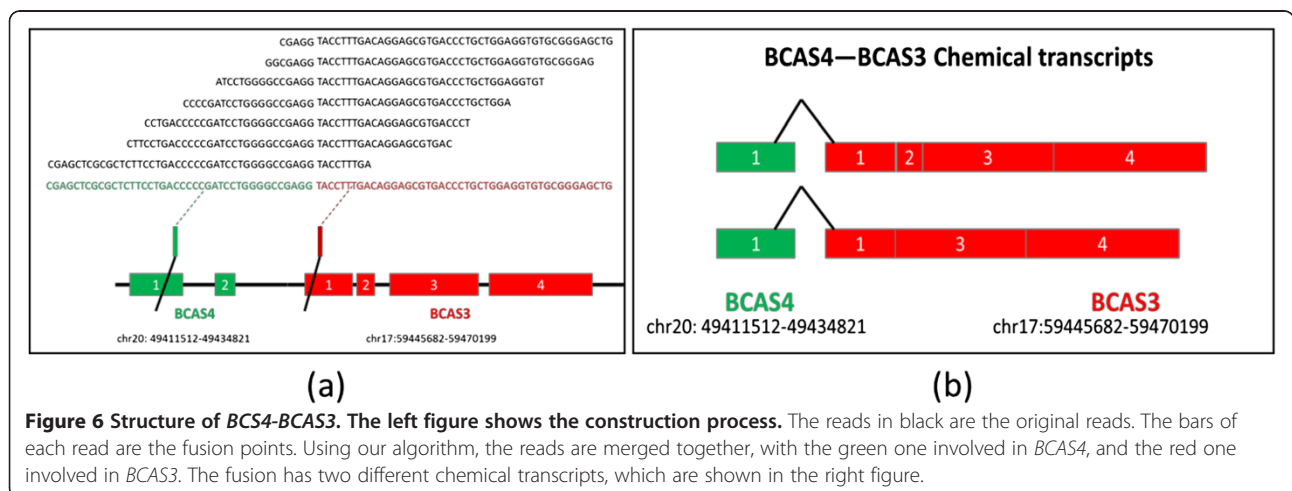 CGAGG TACCTTTGACAGGAGCGTGACCCTGCTGGAGGTGTGCGGGAGCTG
GGCGAGG TACCTTTGACAGGAGCGTGACCCTGCTGGAGGTGTGCGGGAG
ATCCTGGGGCCGAGG TACCTTTGACAGGAGCGTGACCCTGCTGGAGGTGT
CCCCGATCCTGGGGCCGAGG TACCTTTGACAGGAGCGTGACCCTGCTGGA
CCTGACCCCCGATCCTGGGGCCGAGG TACCTTTGACAGGAGCGTGACCCT
CTTCCTGACCCCCGATCCTGGGGCCGAGG TACCTTTGACAGGAGCGTGAC
CGAGCTCGCGCTCTTCCTGACCCCCGATCCTGGGGCCGAGG TACCTTTGA
CGAGCTCGCGCTCTTCCTGACCCCCGATCCTGGGGCCGAGG TACCTTTGACAGGAGCGTGACCCTGCTGGAGGTGTGCGGGAGCTG
1 2 1 2 3 4
BCAS4 BCAS3
chr20: 49411512-49434821 chr17:59445682-59470199
(a)
BCAS4—BCAS3 Chemical transcripts
1 1 2 3 4
1 1 3 4
BCAS4 BCAS3
chr20: 49411512-49434821 chr17:59445682-59470199
(b)
Figure 6 Structure of BCS4-BCAS3. The left figure shows the construction process. The reads in black are the original reads. The bars of
each read are the fusion points. Using our algorithm, the reads are merged together, with the green one involved in BCAS4, and the red one
involved in BCAS3. The fusion has two different chemical transcripts, which are shown in the right figure.